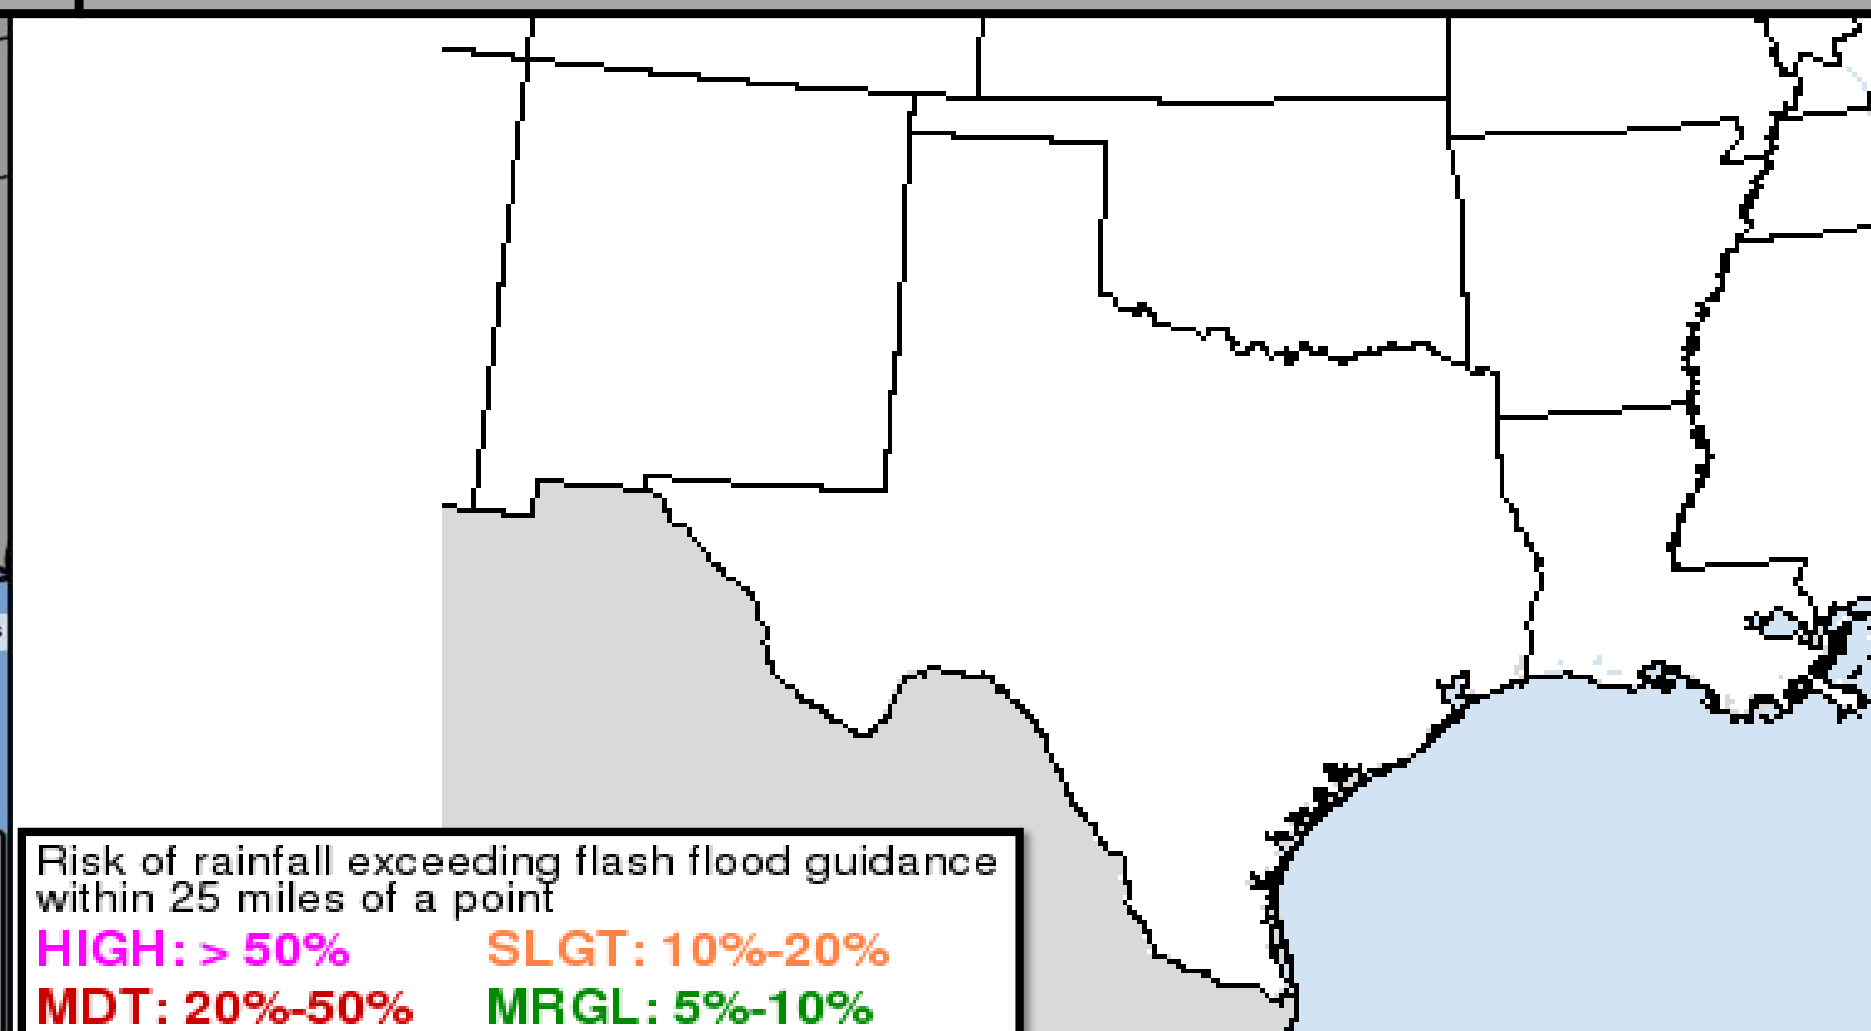 Risk of rainfall exceeding flash flood guidance
within 25 miles of a point
HIGH: > 50% SLGT: 10%-20%
MDT: 20%-50% MRGL: 5%-10%